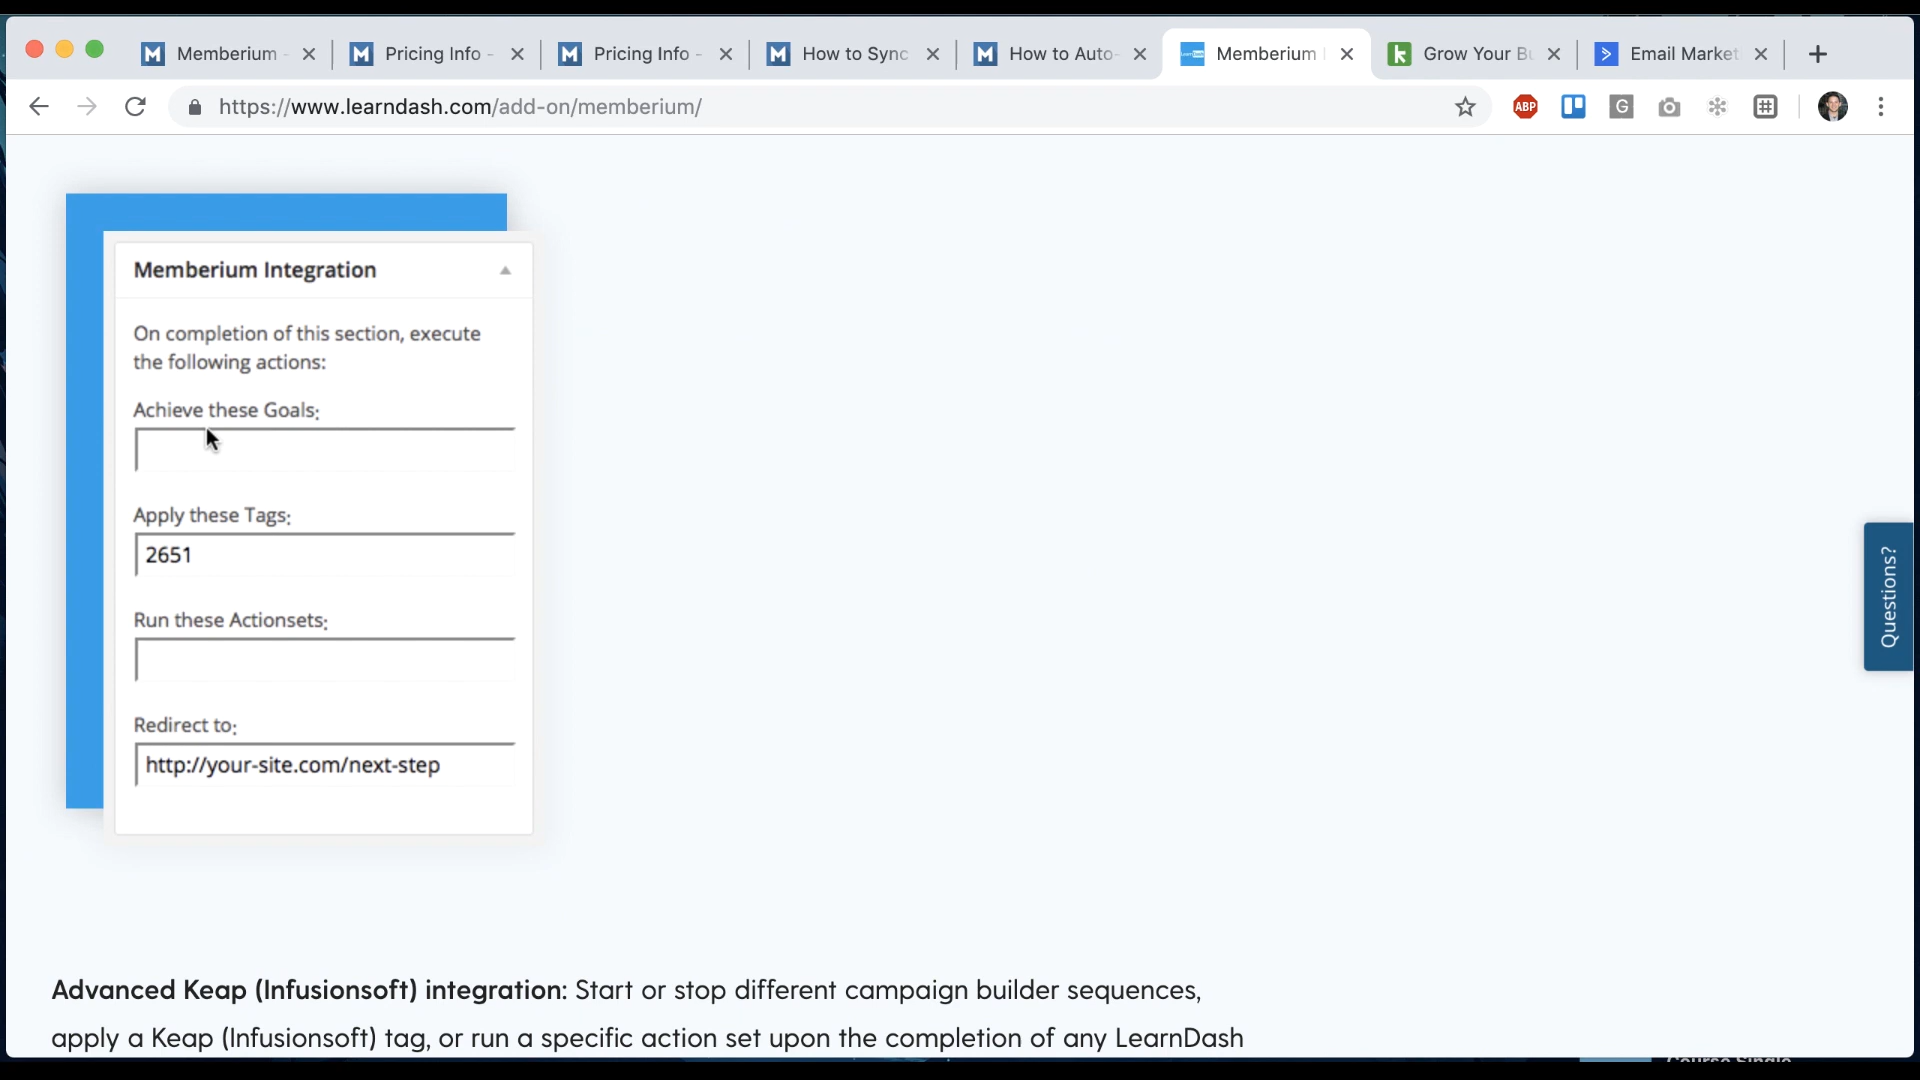 Memberium -
Pricing Info -
Pricing Info -
How to Sync
How to Auto-
Memberium
Grow Your Bu
Email Market
https://www.learndash.com/add-on/memberium/
ABP
G
Memberium Integration
On completion of this section, execute
the following actions:
Achieve these Goals:
Apply these Tags:
2651
Run these Actionsets:
Redirect to:
http://your-site.com/next-step
Questions?
Advanced Keap (Infusionsoft) integration: Start or stop different campaign builder sequences,
apply a Keap (Infusionsoft) tag, or run a specific action set upon the completion of any LearnDash
Course Single